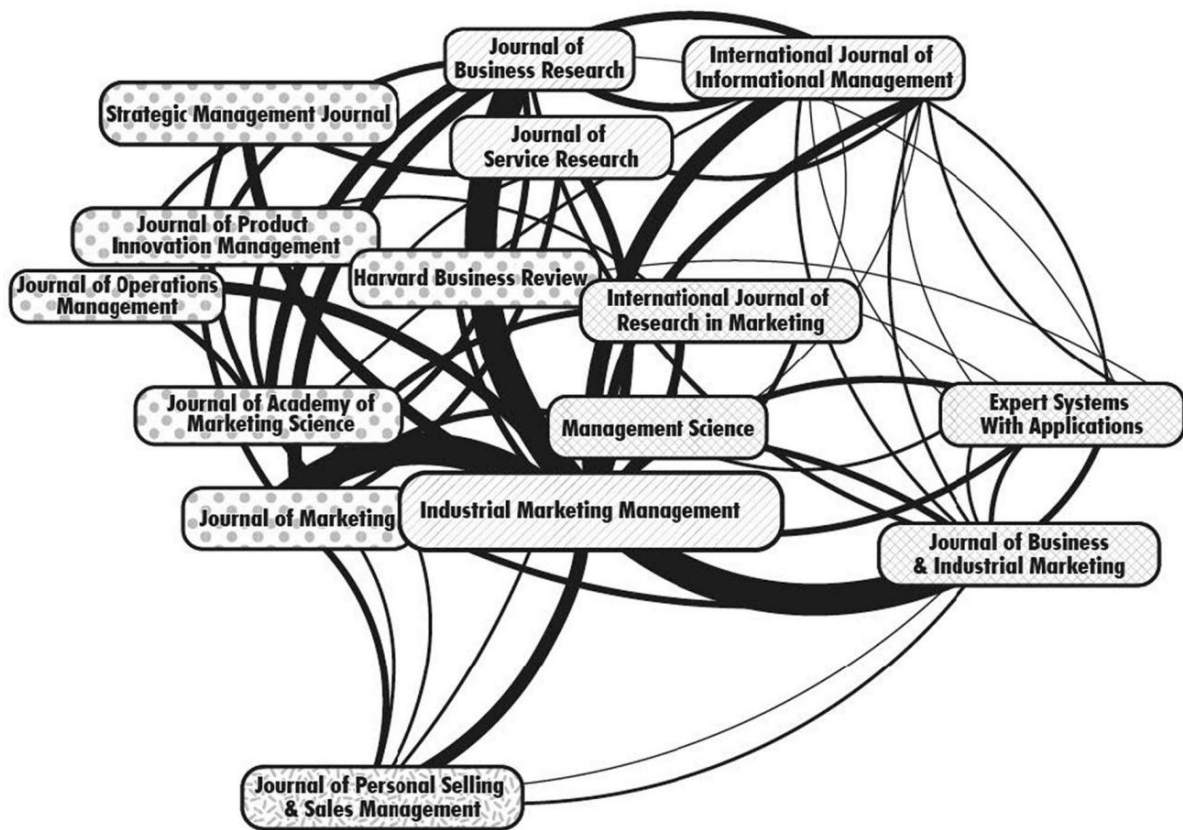 Journal of
Business Research
International Journal of
Informational Management
Strategic Management Journal
Journal of
Service Research
Journal of Product
Innovation Management
Harvard Business Review
Journal of Operations
Management
International Journal of
Research in Marketing
Journal of Academy of
Marketing Science
Management Science
Expert Systems
With Applications
Journal of Marketing
Industrial Marketing Management
Journal of Business
& Industrial Marketing
Journal of Personal Selling
& Sales Management